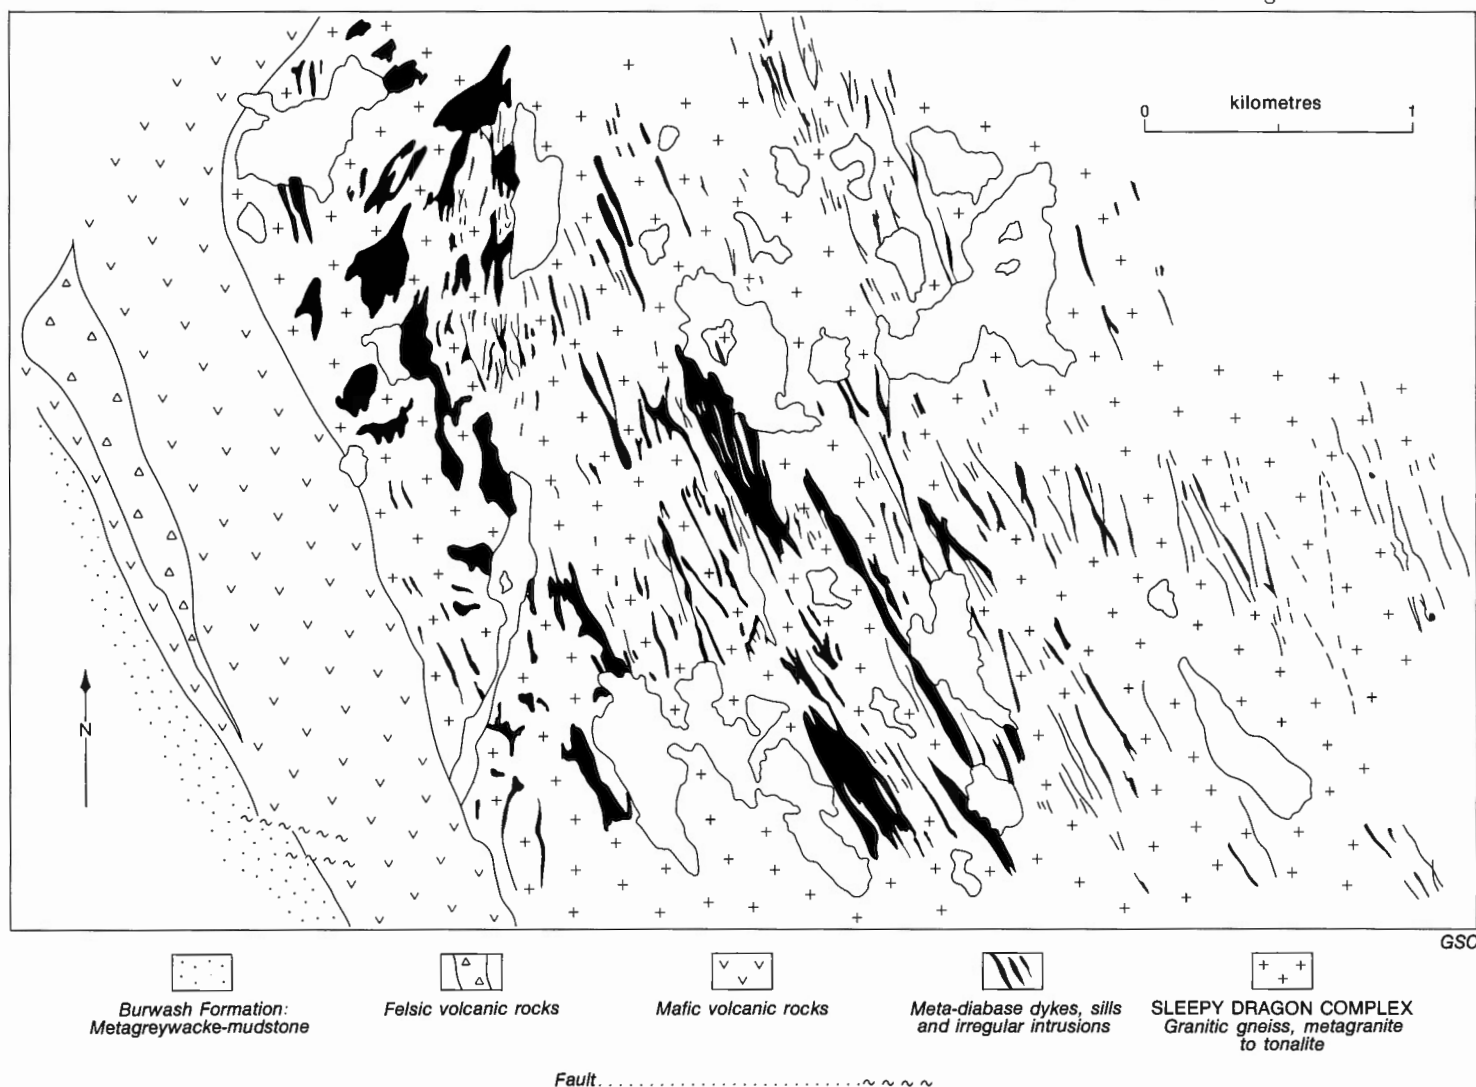 0 kilometres 1
N
GSC
Burwash Formation:
Metagreywacke-mudstone
Felsic volcanic rocks
Mafic volcanic rocks
Meta-diabase dykes, sills
and irregular intrusions
SLEEPY DRAGON COMPLEX
Granitic gneiss, metagranite
to tonalite
Fault